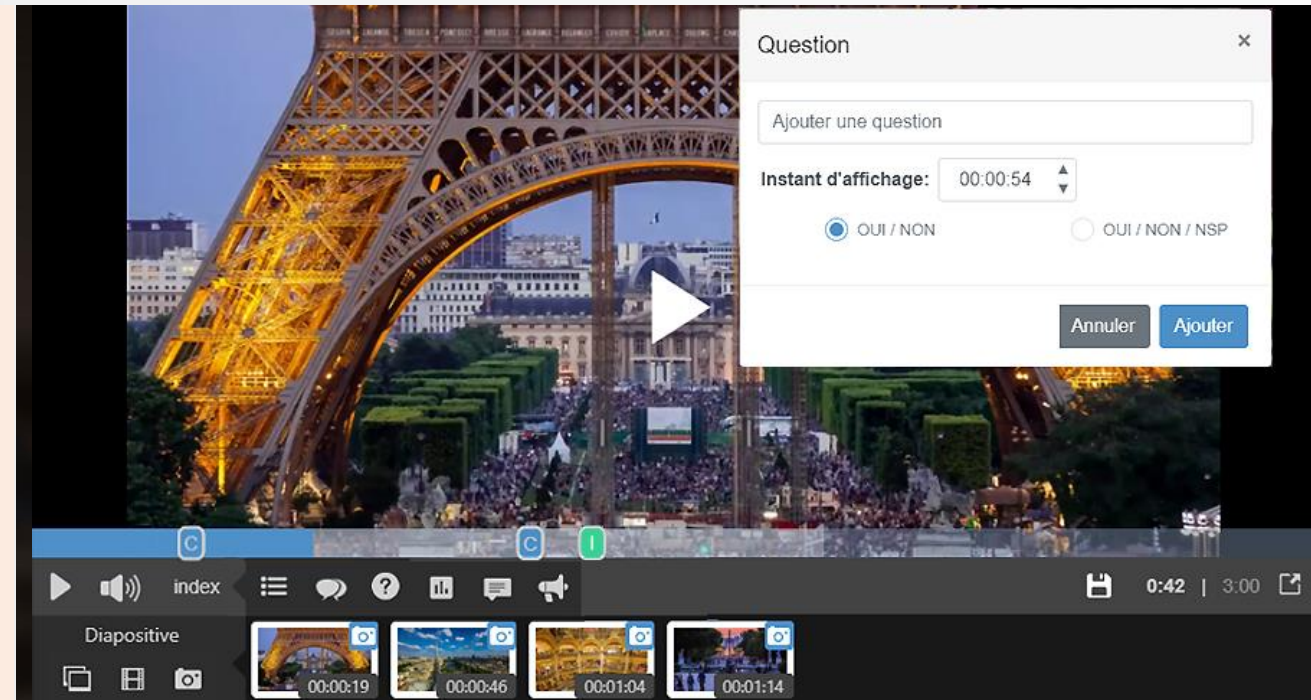 Question ×
Ajouter une question
Instant d'affichage: 00:00:54
OUI / NON OUI / NON / NSP
Annuler Ajouter
C C I
index 0:42 | 3:00
Diapositive
00:00:19 00:00:46 00:01:04 00:01:14